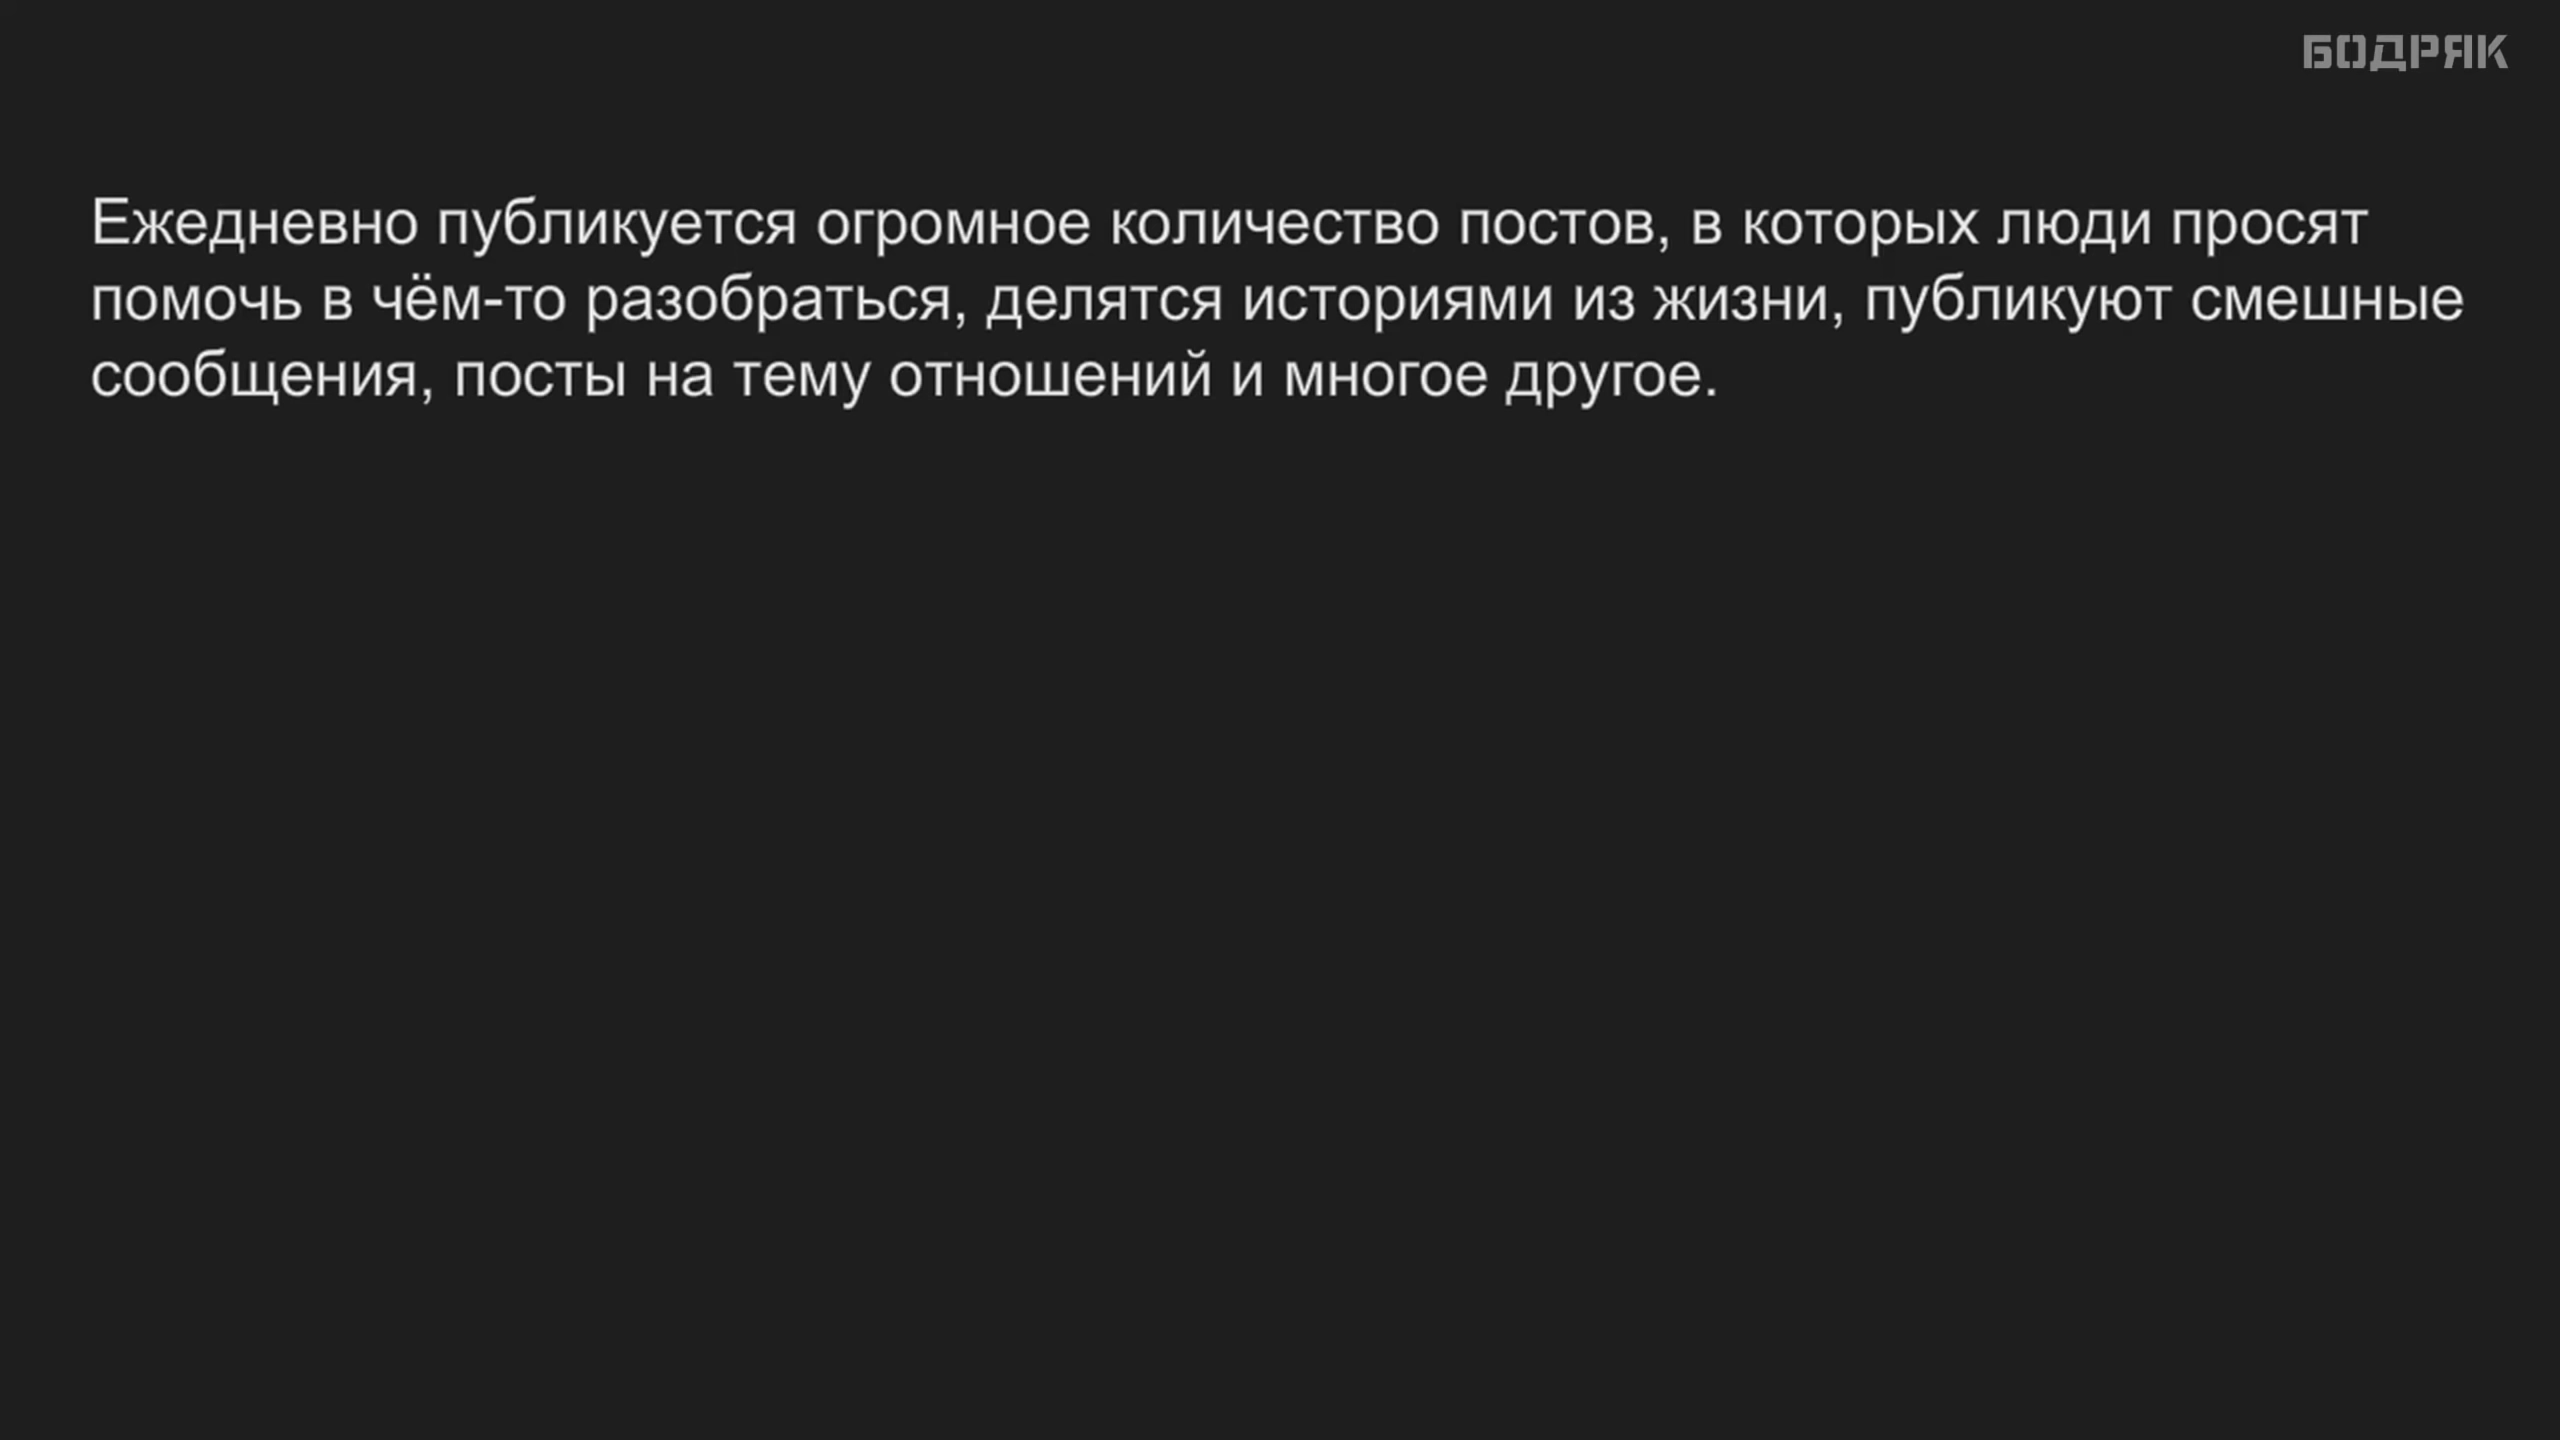 БОДРЯК
Ежедневно публикуется огромное количество постов, в которых люди просят
помочь в чём-то разобраться, делятся историями из жизни, публикуют смешные
сообщения, посты на тему отношений и многое другое.